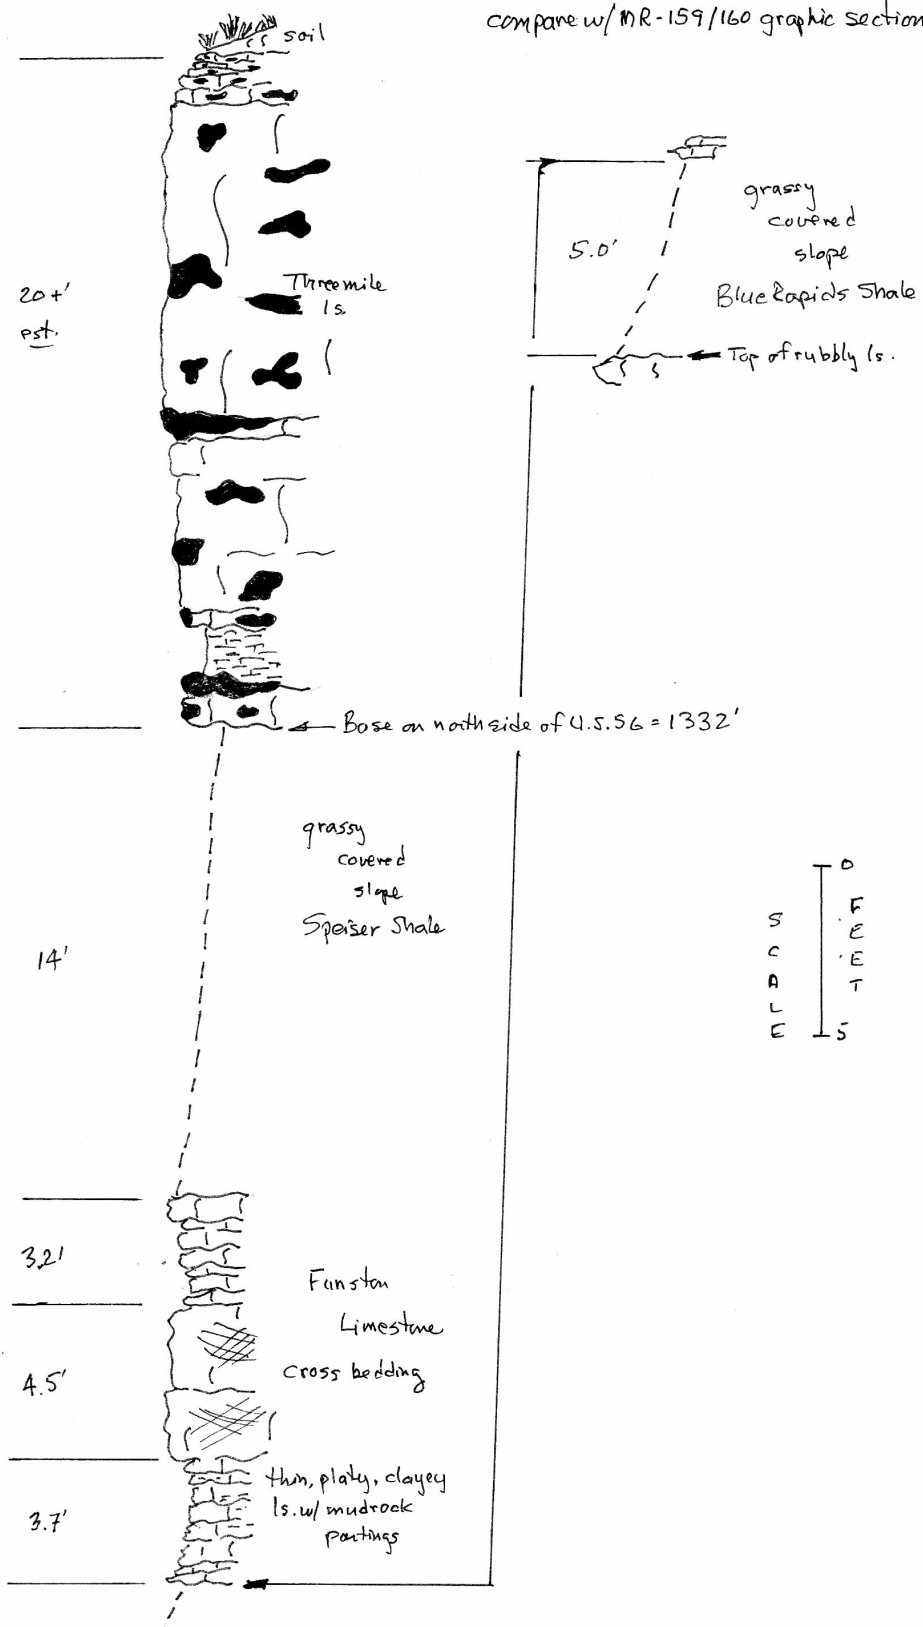 compare w/ MR-159/160 graphic section
soil
20+'
est.
Threemile
ls.
5.0'
grassy
covered
slope
Blue Rapids Shale
Top of rubbly ls.
Base on north side of U.S.56 = 1332'
14'
grassy
covered
slope
Speiser Shale
SCALE
0
FEET
5
3.2'
Funston
Limestone
4.5'
cross bedding
3.7'
thin, platy, clayey
ls. w/ mudrock
partings